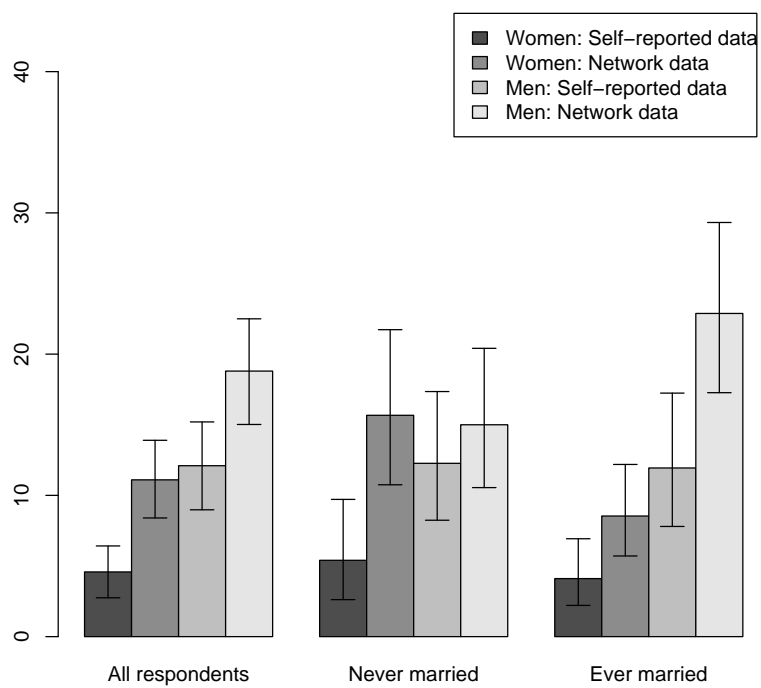 Women: Self−reported data
Women: Network data
Men: Self−reported data
Men: Network data
40
30
20
10
0
All respondents Never married Ever married